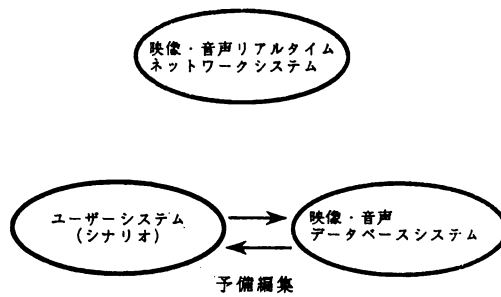 映像・音声リアルタイム
ネットワークシステム
ユーザーシステム
(シナリオ)
映像・音声
データベースシステム
予備編集